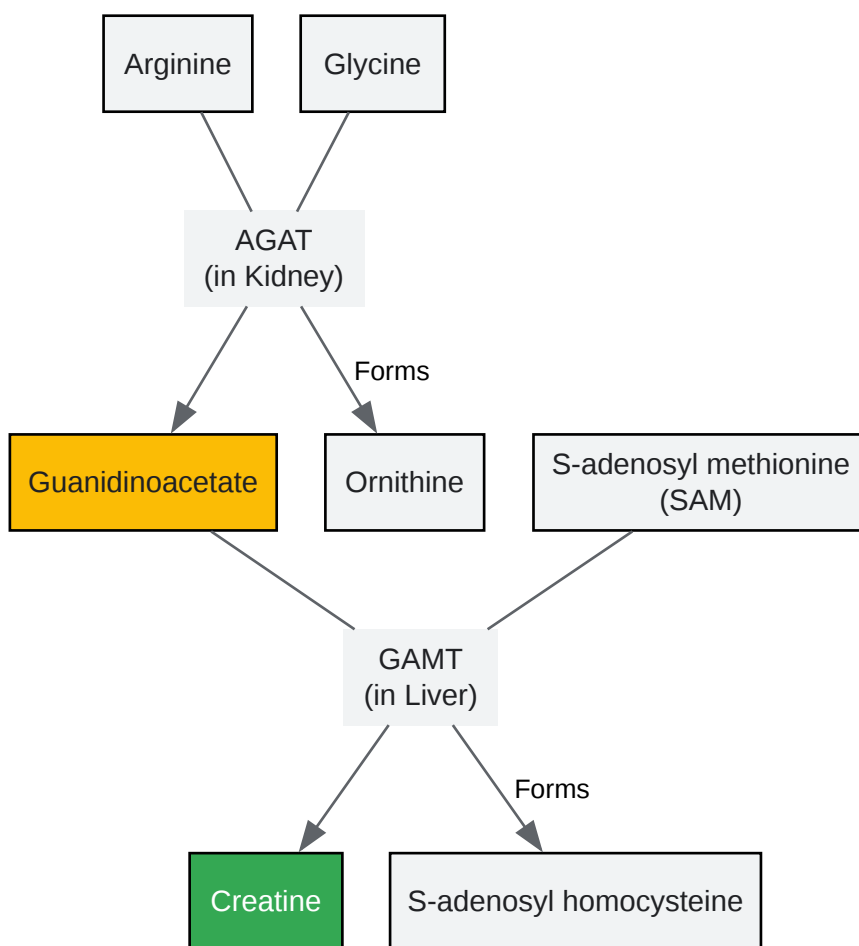 Arginine
Glycine
AGAT
(in Kidney)
Forms
Guanidinoacetate
Ornithine
S-adenosyl methionine
(SAM)
GAMT
(in Liver)
Forms
Creatine
S-adenosyl homocysteine